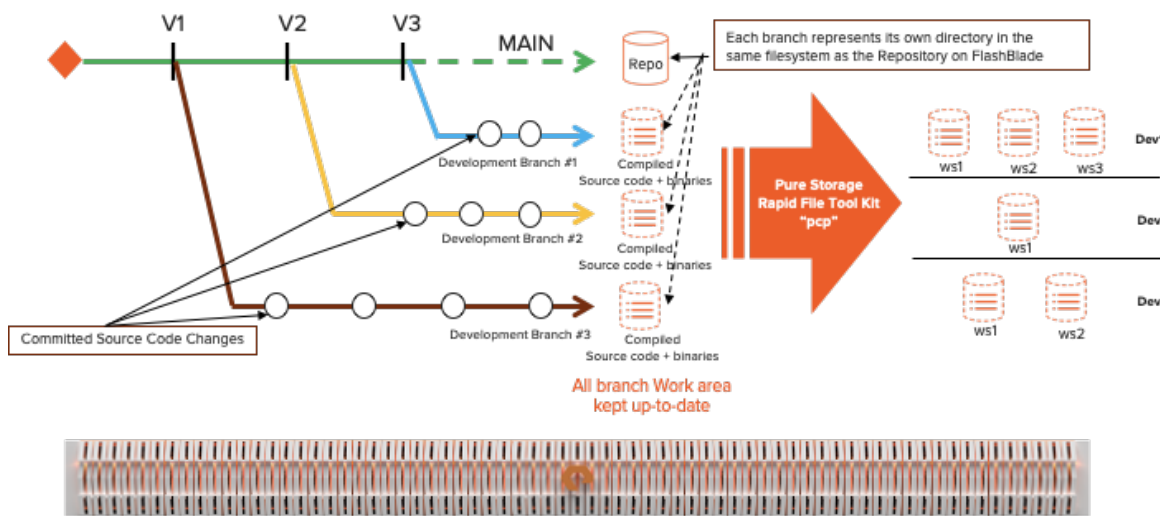 V1
V2
V3
MAIN
Repo
Each branch represents its own directory in the
same filesystem as the Repository on FlashBlade
Development Branch #1
Compiled
Source code + binaries
Development Branch #2
Compiled
Source code + binaries
Development Branch #3
Compiled
Source code + binaries
Committed Source Code Changes
All branch Work area
kept up-to-date
Pure Storage
Rapid File Tool Kit
"pcp"
ws1
ws2
ws3
Dev
ws1
Dev
ws1
ws2
Dev